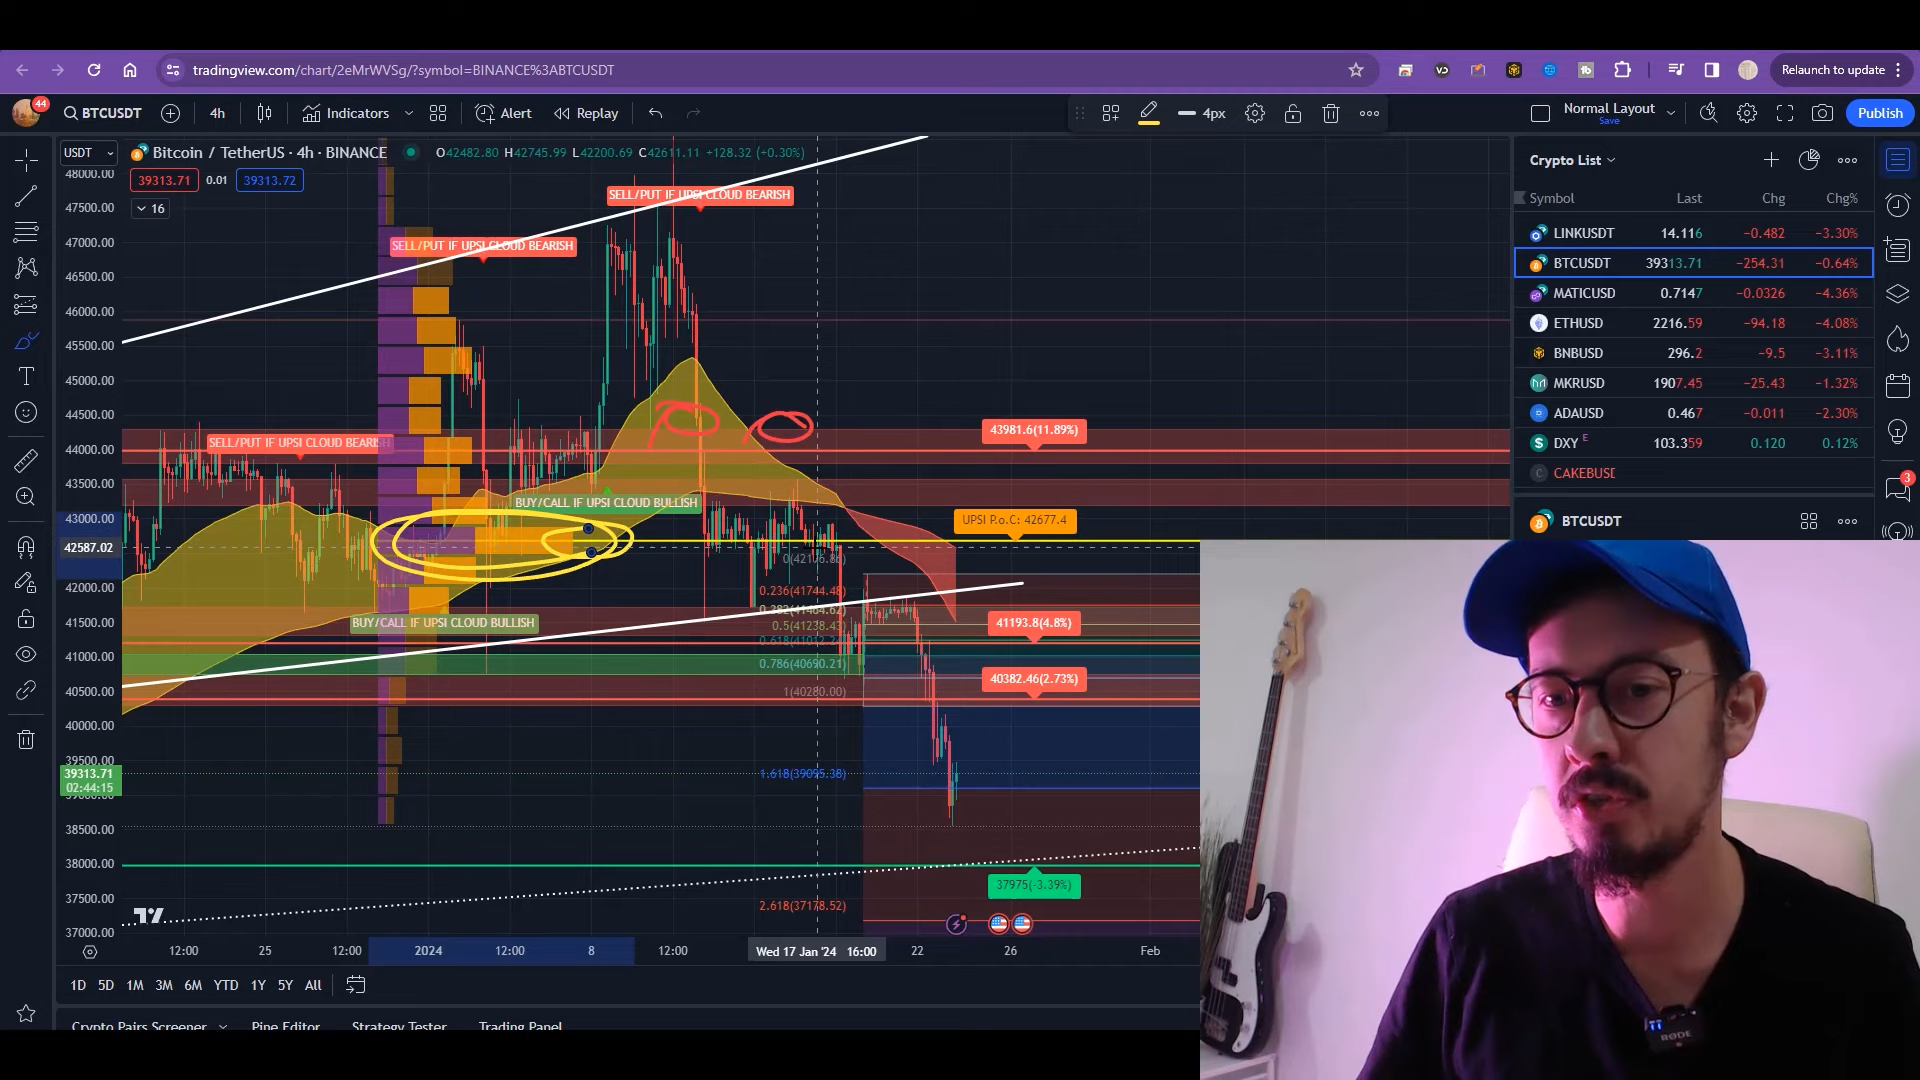 tradingview.com/chart/2eMrWVSg/?symbol=BINANCE%3ABTCUSDT
Relaunch to update
44
BTCUSDT
4h
Indicators
Alert
Replay
4px
Normal Layout
Save
Publish
USDT
Bitcoin / TetherUS · 4h · BINANCE
O42482.80 H42745.99 L42200.69 C42611.11 +128.32 (+0.30%)
39313.71
0.01
39313.72
16
48000.00
47500.00
47000.00
46500.00
46000.00
45500.00
45000.00
44500.00
44000.00
43500.00
43000.00
42587.02
42000.00
41500.00
41000.00
40500.00
40000.00
39500.00
39313.71
02:44:15
38500.00
38000.00
37500.00
37000.00
SELL/PUT IF UPSI CLOUD BEARISH
SELL/PUT IF UPSI CLOUD BEARISH
SELL/PUT IF UPSI CLOUD BEARISH
BUY/CALL IF UPSI CLOUD BULLISH
BUY/CALL IF UPSI CLOUD BULLISH
43981.6(11.89%)
UPSI P.o.C: 42677.4
0.236(41744.48)
0.5(41238.43)
0.786(40690.21)
1(40280.00)
1.618(39095.38)
2.618(37178.52)
41193.8(4.8%)
40382.46(2.73%)
37975(-3.39%)
12:00
25
12:00
2024
12:00
8
12:00
Wed 17 Jan '24 16:00
22
26
Feb
1D
5D
1M
3M
6M
YTD
1Y
5Y
All
Crypto Pairs Screener
Pine Editor
Strategy Tester
Trading Panel
Crypto List
Symbol Last Chg Chg%
LINKUSDT 14.116 −0.482 −3.30%
BTCUSDT 39313.71 −254.31 −0.64%
MATICUSD 0.7147 −0.0326 −4.36%
ETHUSD 2216.59 −94.18 −4.08%
BNBUSD 296.2 −9.5 −3.11%
MKRUSD 1907.45 −25.43 −1.32%
ADAUSD 0.467 −0.011 −2.30%
DXY E 103.359 0.120 0.12%
CAKEBUSD
BTCUSDT
3
RØDE